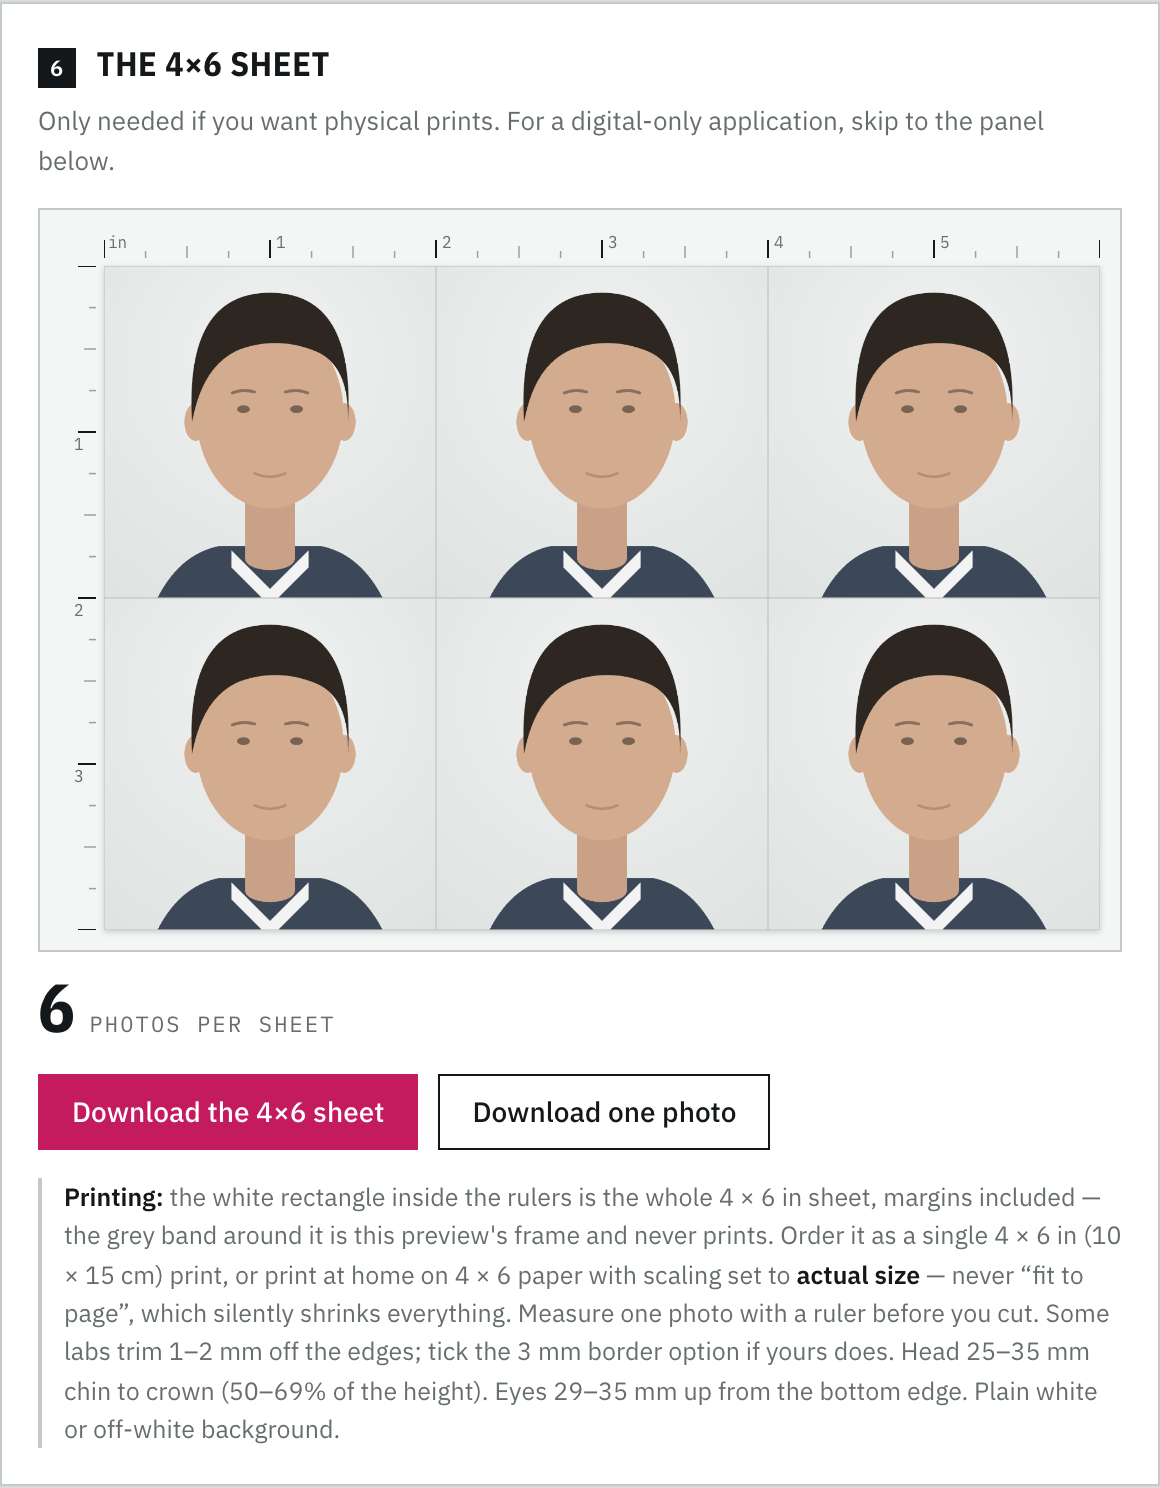 6 THE 4×6 SHEET
Only needed if you want physical prints. For a digital-only application, skip to the panel
below.
in 1 2 3 4 5
1
2
3
6 PHOTOS PER SHEET
Download the 4×6 sheet Download one photo
Printing: the white rectangle inside the rulers is the whole 4 × 6 in sheet, margins included —
the grey band around it is this preview's frame and never prints. Order it as a single 4 × 6 in (10
× 15 cm) print, or print at home on 4 × 6 paper with scaling set to actual size — never “fit to
page”, which silently shrinks everything. Measure one photo with a ruler before you cut. Some
labs trim 1–2 mm off the edges; tick the 3 mm border option if yours does. Head 25–35 mm
chin to crown (50–69% of the height). Eyes 29–35 mm up from the bottom edge. Plain white
or off-white background.